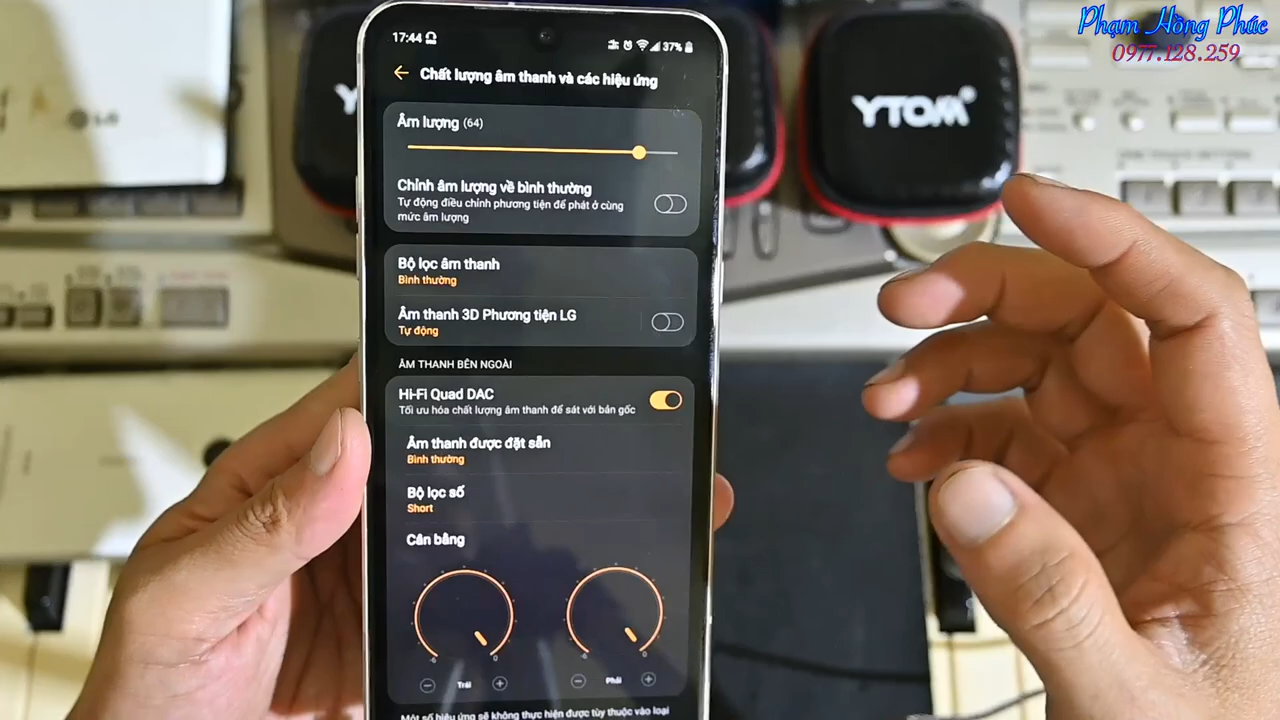 Phạm Hồng Phúc
0977.128.259
17:44
37%
Chất lượng âm thanh và các hiệu ứng
Âm lượng (64)
Chỉnh âm lượng về bình thường
Tự động điều chỉnh phương tiện để phát ở cùng
mức âm lượng
Bộ lọc âm thanh
Bình thường
Âm thanh 3D Phương tiện LG
Tự động
ÂM THANH BÊN NGOÀI
HI-FI Quad DAC
Tối ưu hóa chất lượng âm thanh để sát với bản gốc
Âm thanh được đặt sẵn
Bình thường
Bộ lọc số
Short
Cân bằng
-6 0 -6 0
Trái Phải
Một số hiệu ứng sẽ không thực hiện được tùy thuộc vào loại
YTOM
LG